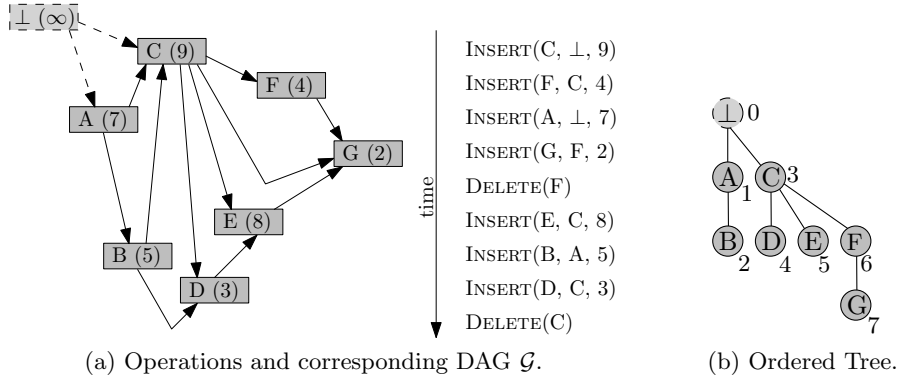 ⊥ (∞)
C (9)
F (4)
A (7)
G (2)
E (8)
B (5)
D (3)
time
INSERT(C, ⊥, 9)
INSERT(F, C, 4)
INSERT(A, ⊥, 7)
INSERT(G, F, 2)
DELETE(F)
INSERT(E, C, 8)
INSERT(B, A, 5)
INSERT(D, C, 3)
DELETE(C)
(a) Operations and corresponding DAG 𝒢.
⊥ 0
A 1 C 3
B 2 D 4 E 5 F 6
G 7
(b) Ordered Tree.